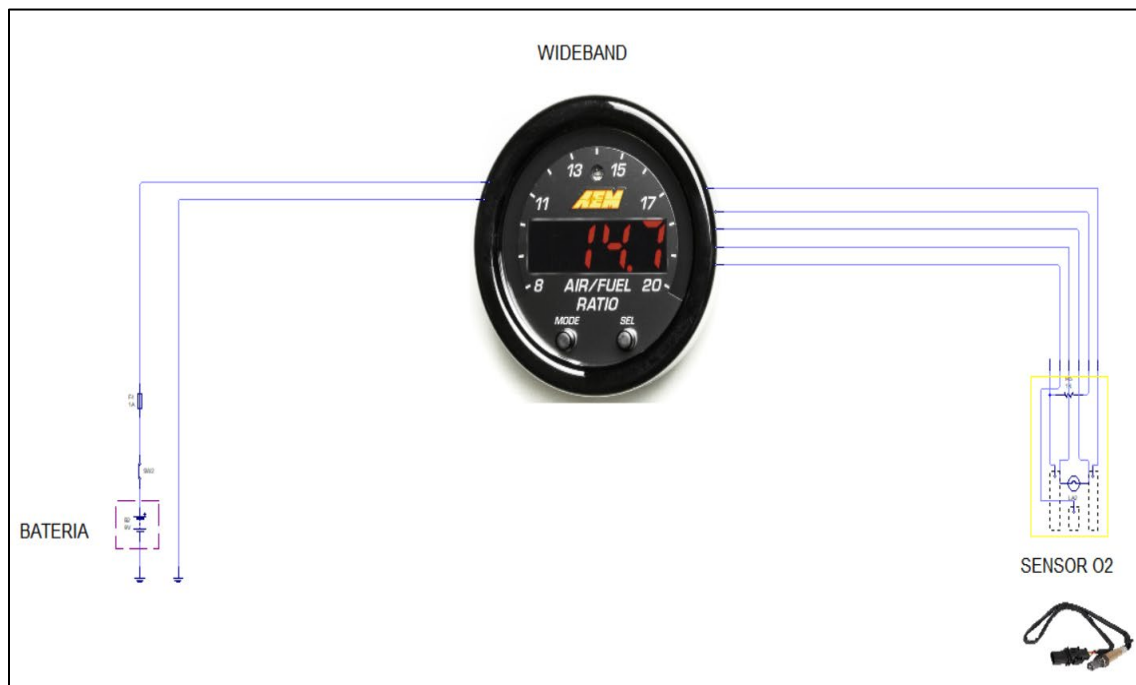 WIDEBAND
13 15
11 17
AEM
14.7
8 AIR/FUEL 20
RATIO
MODE SEL
BATERIA
SENSOR O2